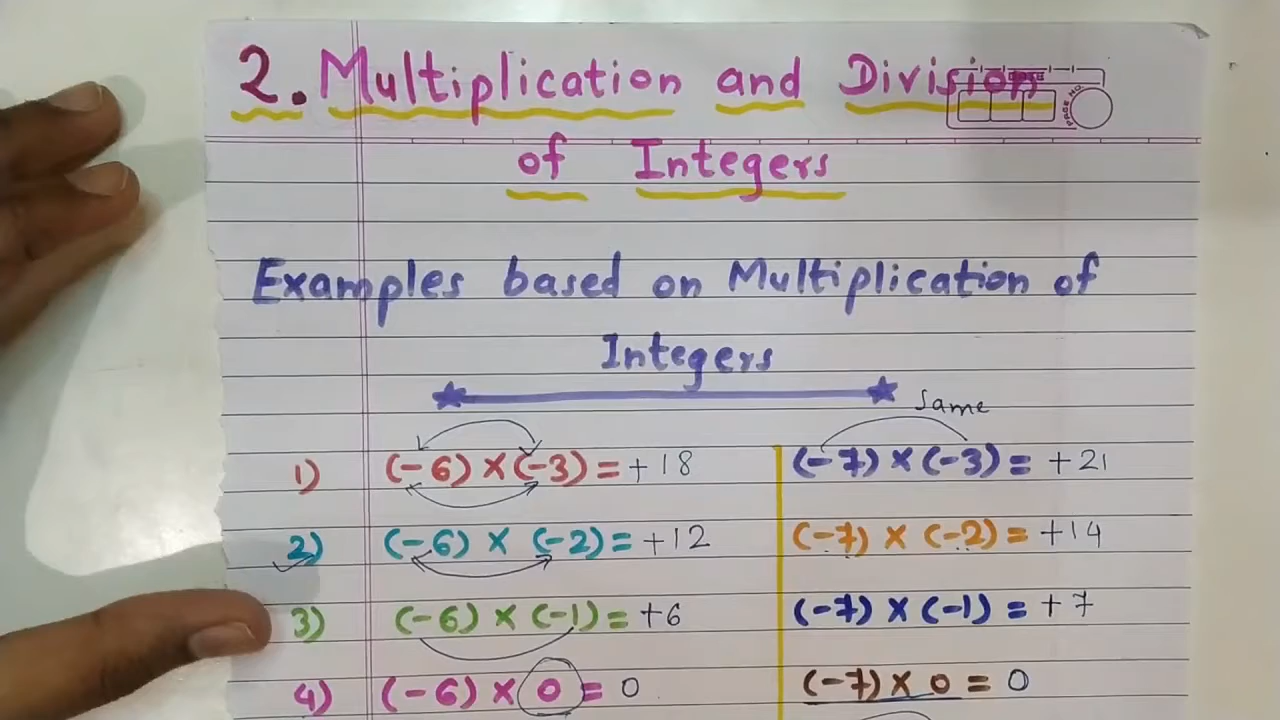 2. Multiplication and Division
of Integers
PAGE NO.
Examples based on Multiplication of
Integers
Same
1) (-6) × (-3) = +18 (-7) × (-3) = +21
2) (-6) × (-2) = +12 (-7) × (-2) = +14
3) (-6) × (-1) = +6 (-7) × (-1) = +7
4) (-6) × 0 = 0 (-7) × 0 = 0